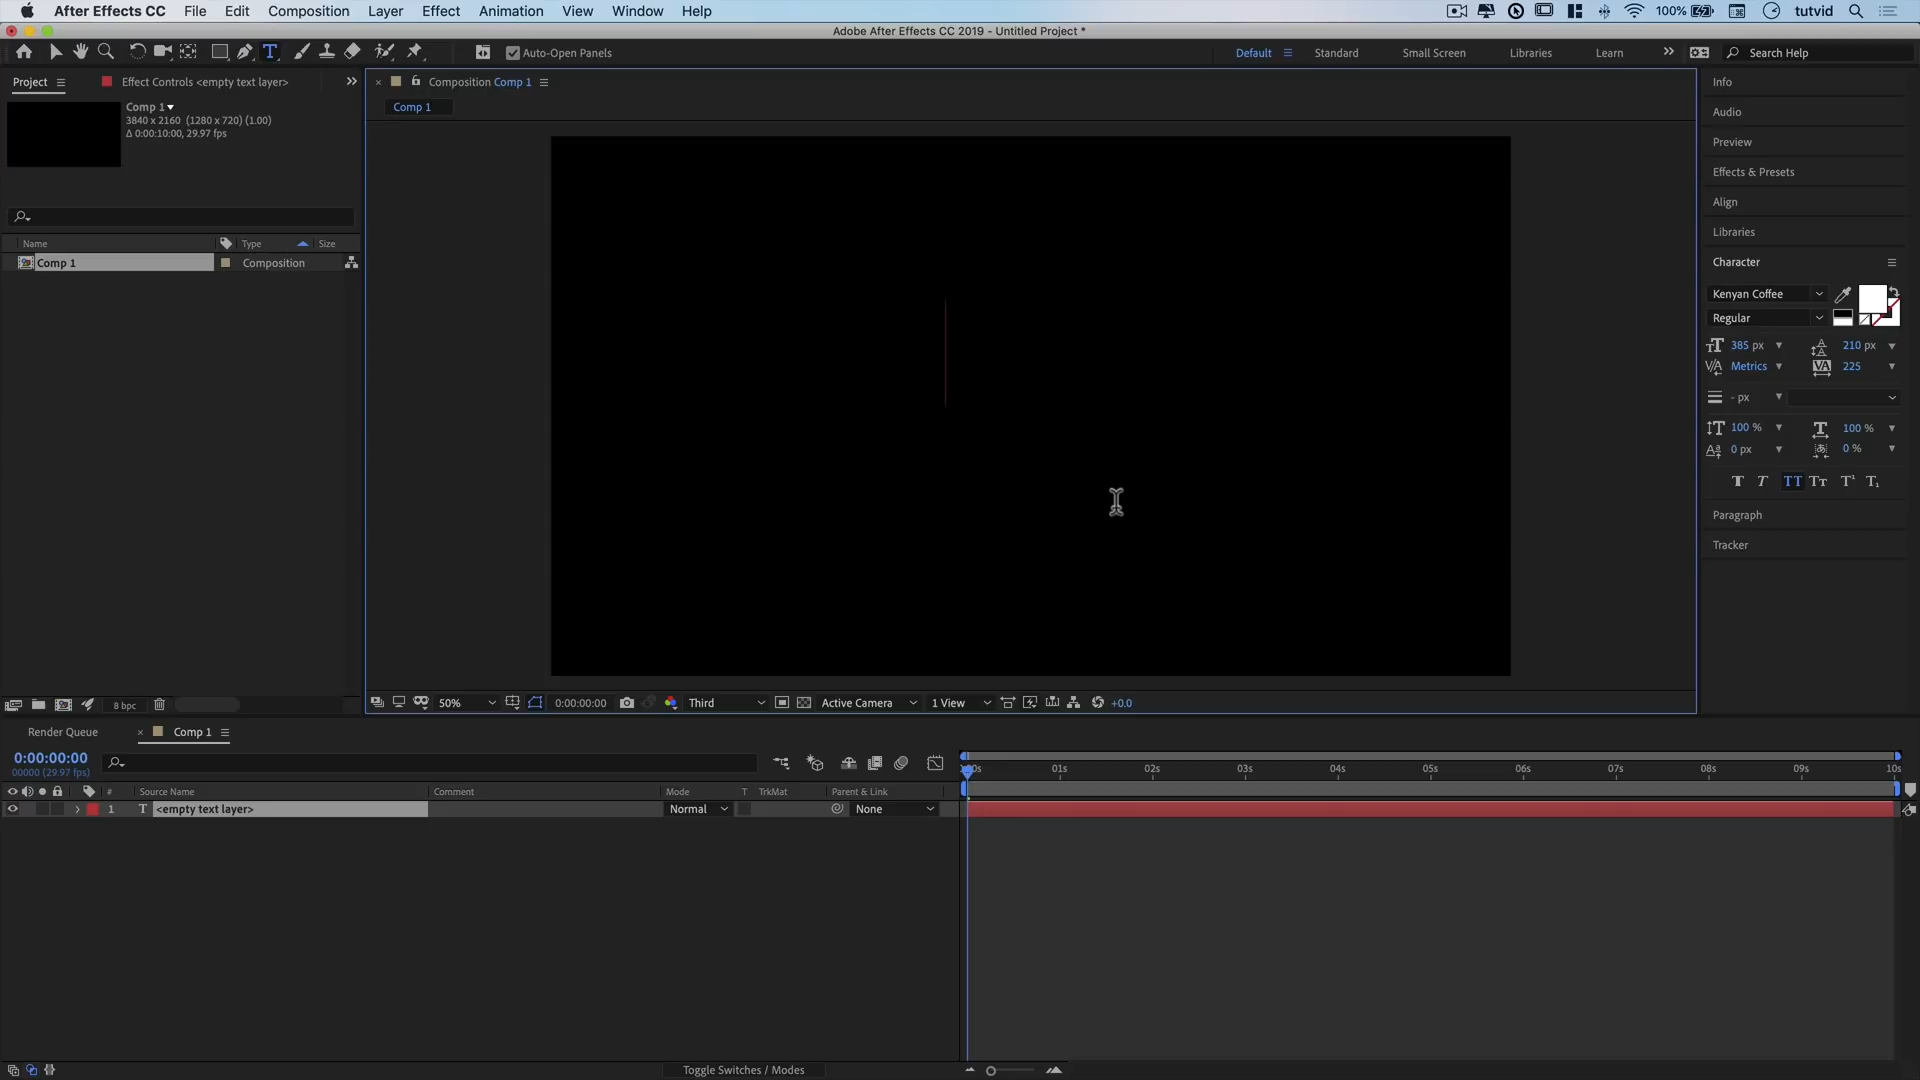 After Effects CC File Edit Composition Layer Effect Animation View Window Help 100% tutvid
Adobe After Effects CC 2019 - Untitled Project *
Auto-Open Panels Default Standard Small Screen Libraries Learn Search Help
Project Effect Controls <empty text layer>
Composition Comp 1
Comp 1
3840 x 2160 (1280 x 720) (1.00)
Δ 0:00:10:00, 29.97 fps
Comp 1
Name Type Size
Comp 1 Composition
8 bpc
50% 0:00:00:00 Third Active Camera 1 View +0.0
Info
Audio
Preview
Effects & Presets
Align
Libraries
Character
Kenyan Coffee
Regular
385 px 210 px
Metrics 225
- px
100 % 100 %
0 px 0 %
T T TT Tт T¹ T₁
Paragraph
Tracker
Render Queue Comp 1
0:00:00:00
00000 (29.97 fps)
01s 02s 03s 04s 05s 06s 07s 08s 09s 10s
# Source Name Comment Mode T TrkMat Parent & Link
1 T <empty text layer> Normal None
Toggle Switches / Modes